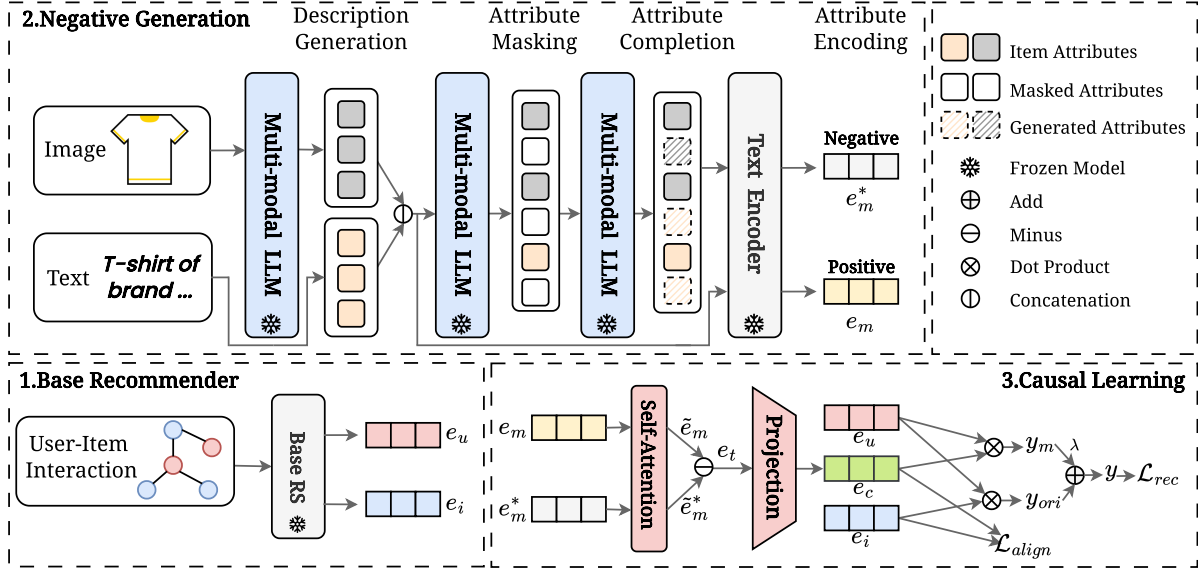 2.Negative Generation
Description
Generation
Attribute
Masking
Attribute
Completion
Attribute
Encoding
Image
Text
T-shirt of
brand ...
Multi-modal LLM
Multi-modal LLM
Multi-modal LLM
Text Encoder
Negative
e*m
Positive
em
Item Attributes
Masked Attributes
Generated Attributes
Frozen Model
Add
Minus
Dot Product
Concatenation
1.Base Recommender
User-Item
Interaction
Base RS
eu
ei
3.Causal Learning
em
e*m
Self-Attention
ẽm
ẽ*m
et
Projection
eu
ec
ei
ym
λ
yori
y
ℒrec
ℒalign